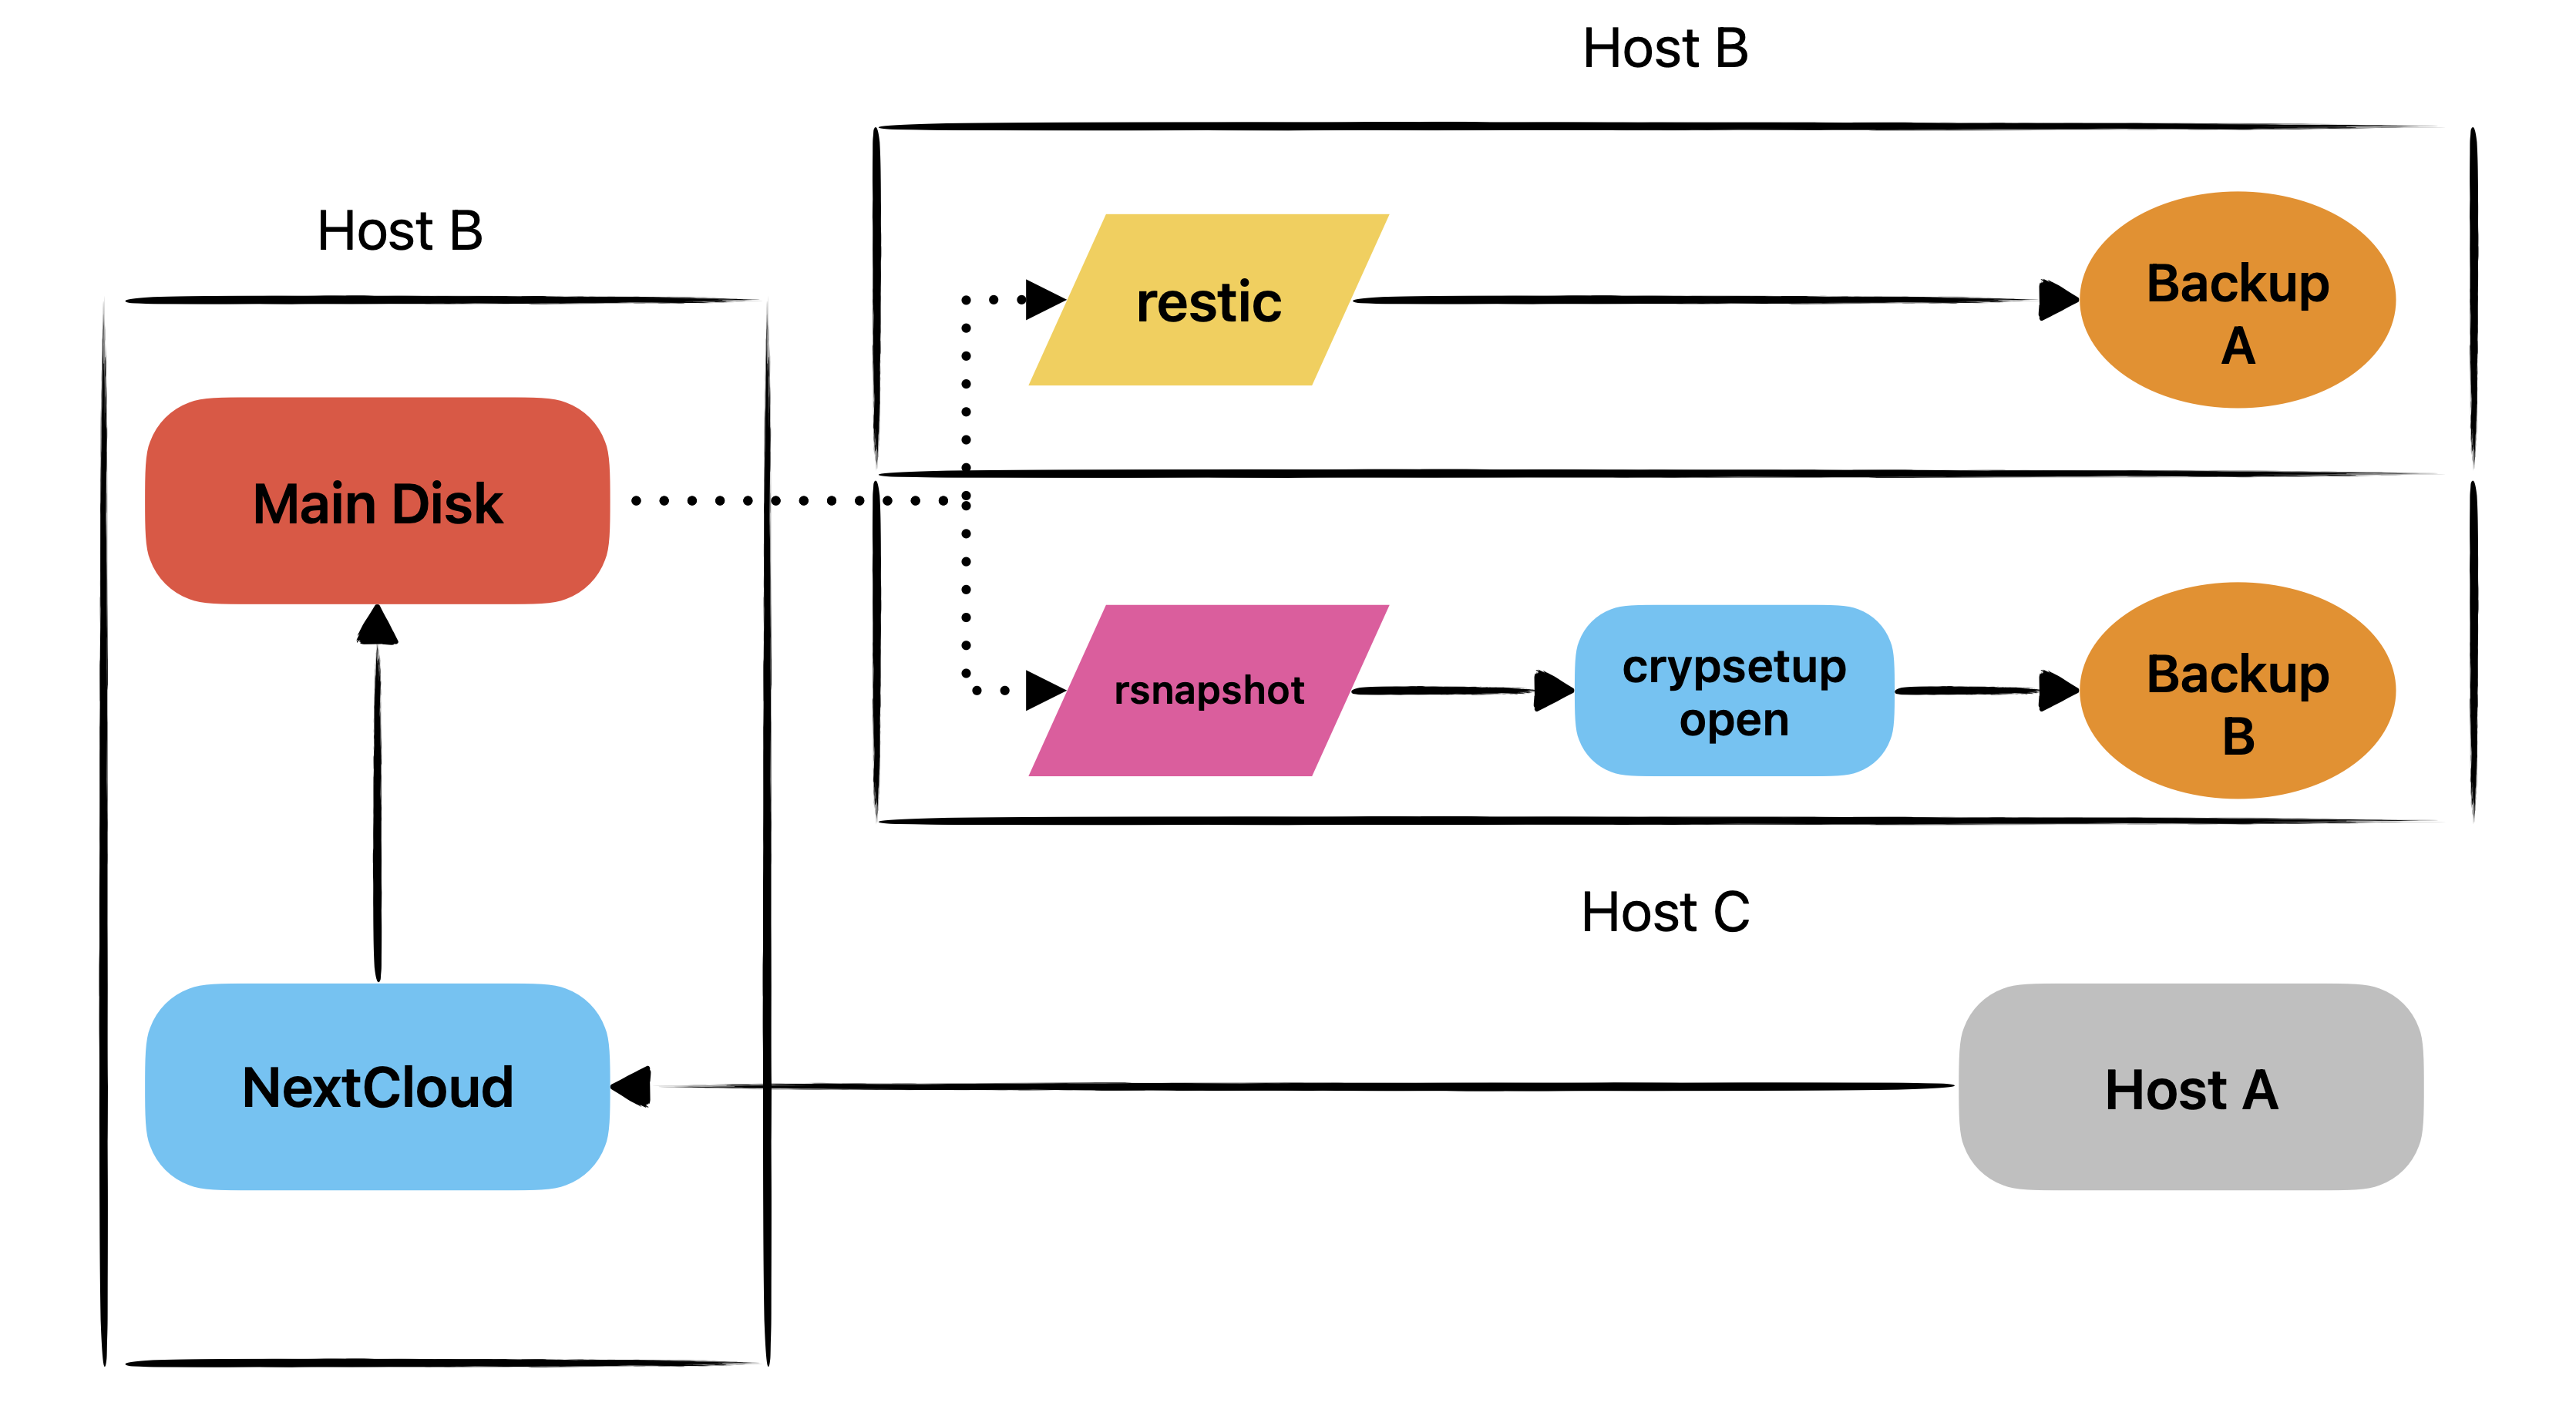 Host B
Host B
restic
Backup
A
Main Disk
rsnapshot
crypsetup
open
Backup
B
Host C
NextCloud
Host A